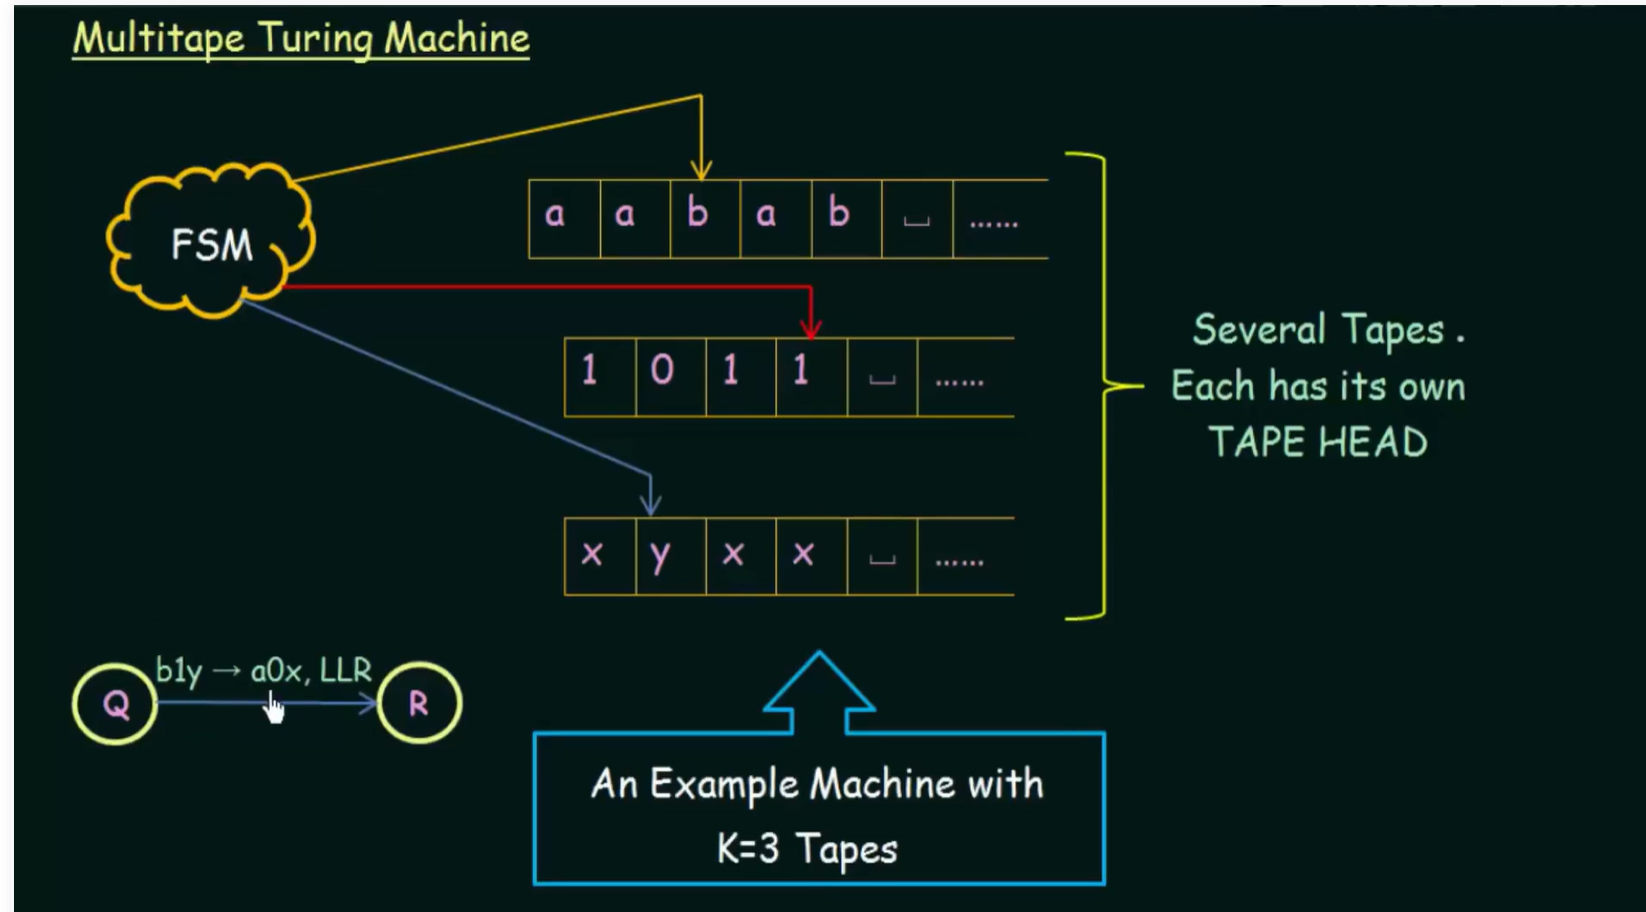 Multitape Turing Machine
FSM
a a b a b ⎵ ......
1 0 1 1 ⎵ ......
x y x x ⎵ ......
Several Tapes .
Each has its own
TAPE HEAD
b1y → a0x, LLR
Q R
An Example Machine with
K=3 Tapes